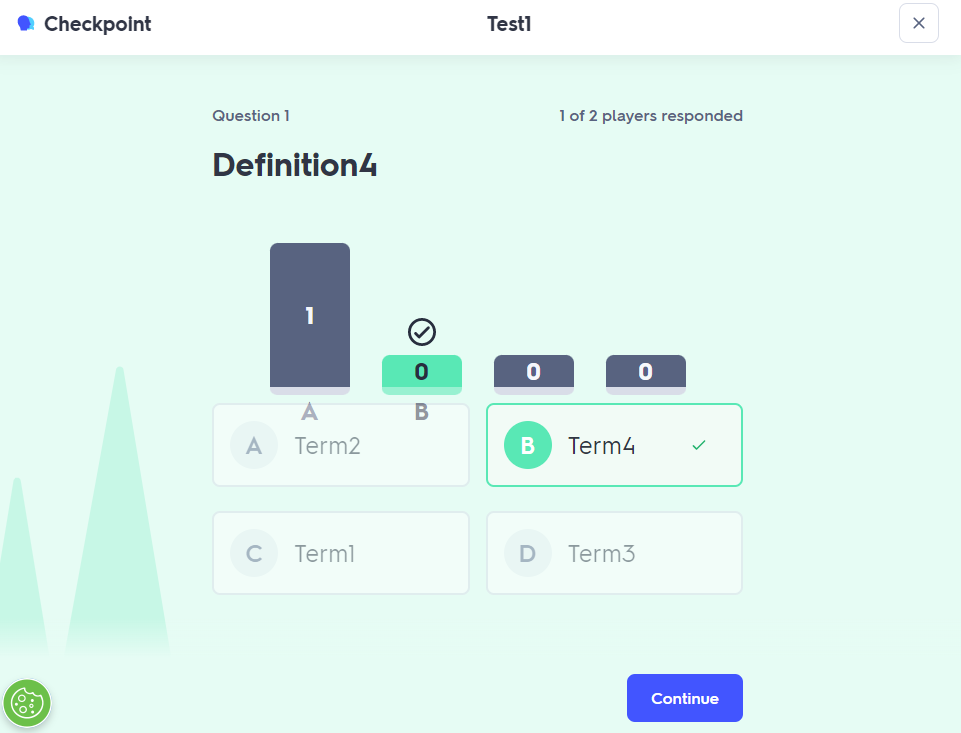 Checkpoint
Test1
Question 1
1 of 2 players responded
Definition4
1
0
0
0
A
B
A Term2
B Term4
C Term1
D Term3
Continue